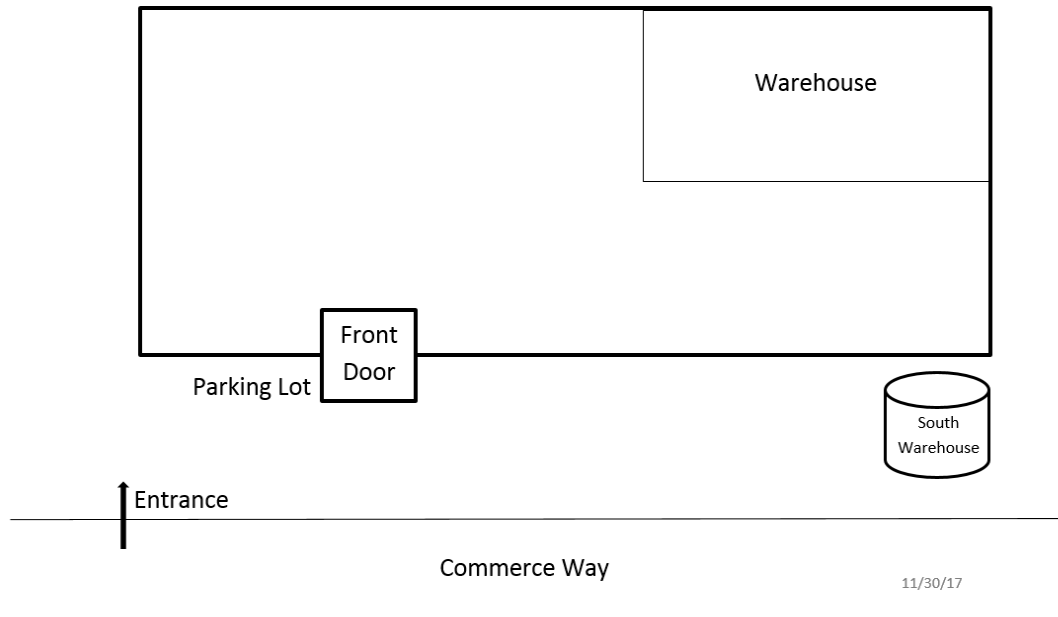 Warehouse
Front
Door
Parking Lot
South
Warehouse
Entrance
Commerce Way
11/30/17